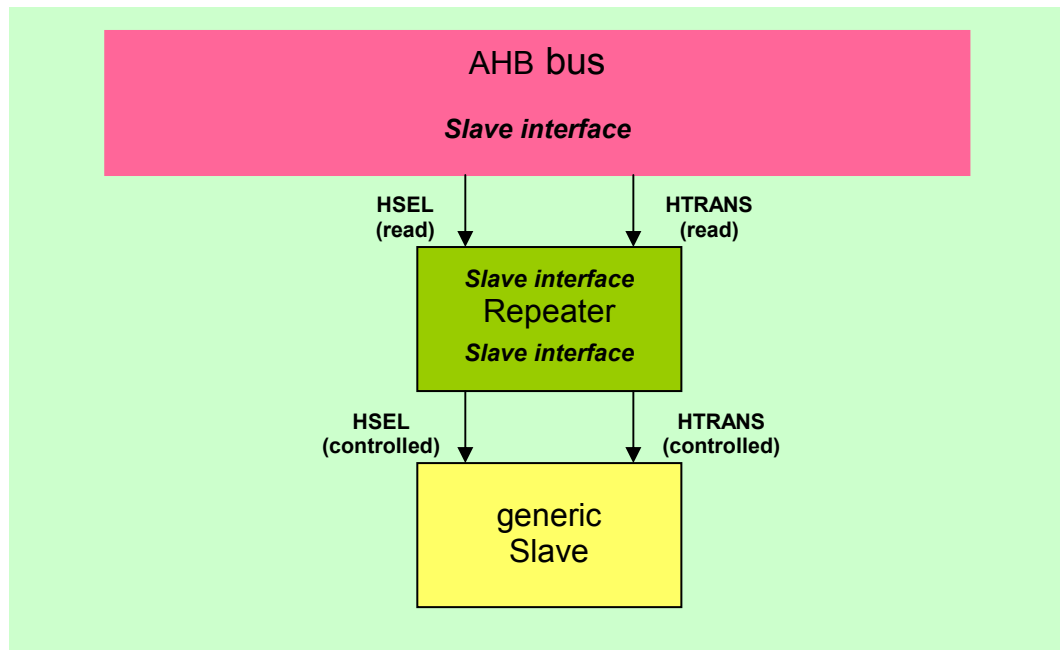 AHB bus
Slave interface
HSEL
(read)
HTRANS
(read)
Slave interface
Repeater
Slave interface
HSEL
(controlled)
HTRANS
(controlled)
generic
Slave